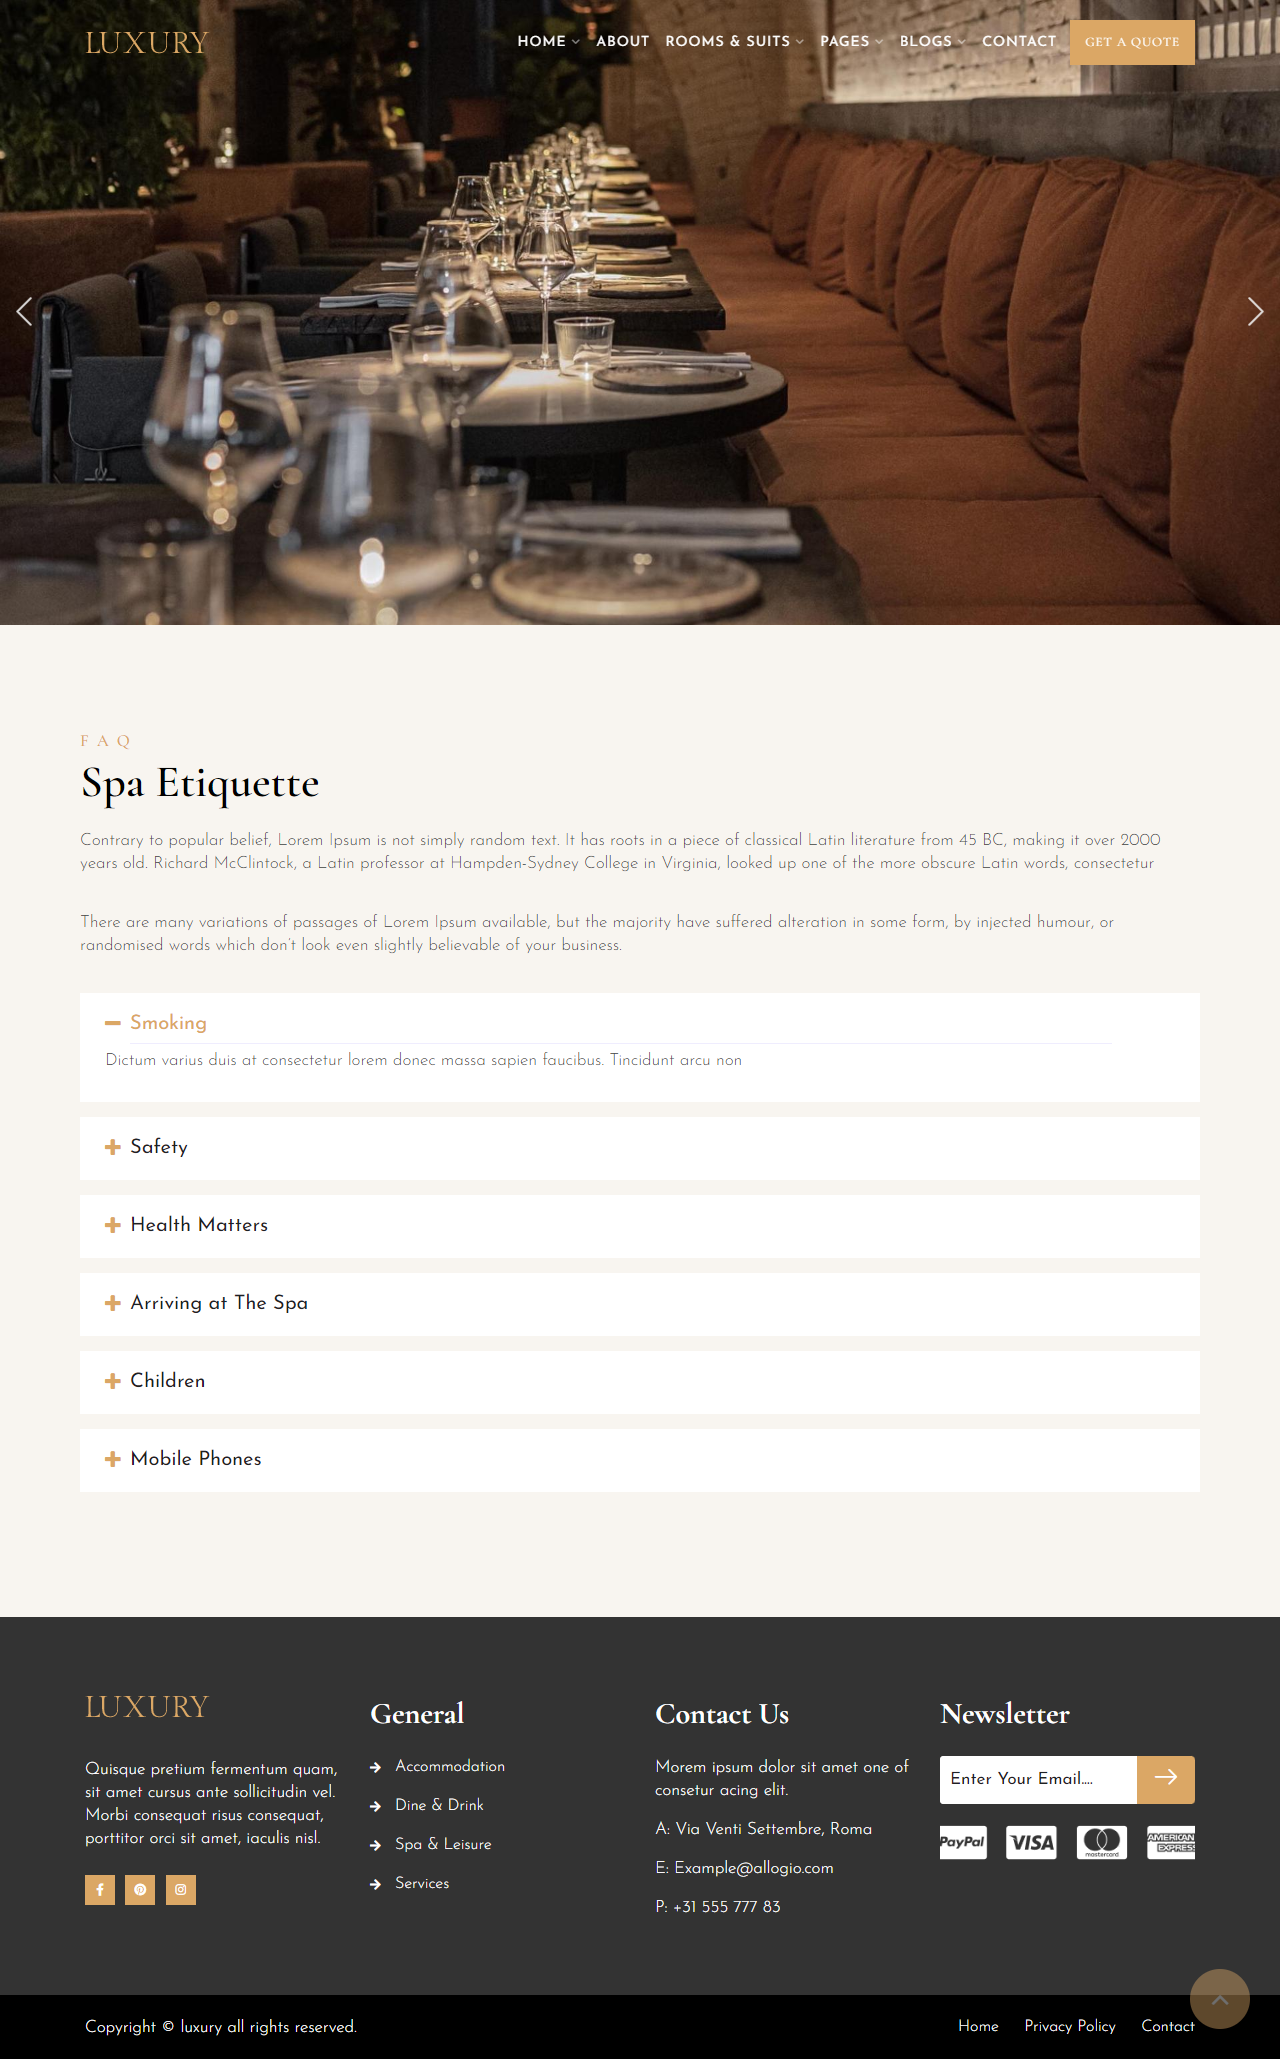 LUXURY
HOME ABOUT ROOMS & SUITS PAGES BLOGS CONTACT GET A QUOTE
FAQ
Spa Etiquette
Contrary to popular belief, Lorem Ipsum is not simply random text. It has roots in a piece of classical Latin literature from 45 BC, making it over 2000
years old. Richard McClintock, a Latin professor at Hampden-Sydney College in Virginia, looked up one of the more obscure Latin words, consectetur
There are many variations of passages of Lorem Ipsum available, but the majority have suffered alteration in some form, by injected humour, or
randomised words which don't look even slightly believable of your business.
Smoking
Dictum varius duis at consectetur lorem donec massa sapien faucibus. Tincidunt arcu non
Safety
Health Matters
Arriving at The Spa
Children
Mobile Phones
LUXURY
Quisque pretium fermentum quam,
sit amet cursus ante sollicitudin vel.
Morbi consequat risus consequat,
porttitor orci sit amet, iaculis nisl.
General
Accommodation
Dine & Drink
Spa & Leisure
Services
Contact Us
Morem ipsum dolor sit amet one of
consetur acing elit.
A: Via Venti Settembre, Roma
E: Example@allogio.com
P: +31 555 777 83
Newsletter
Enter Your Email....
PayPal VISA mastercard AMERICAN EXPRESS
Copyright © luxury all rights reserved.
Home Privacy Policy Contact